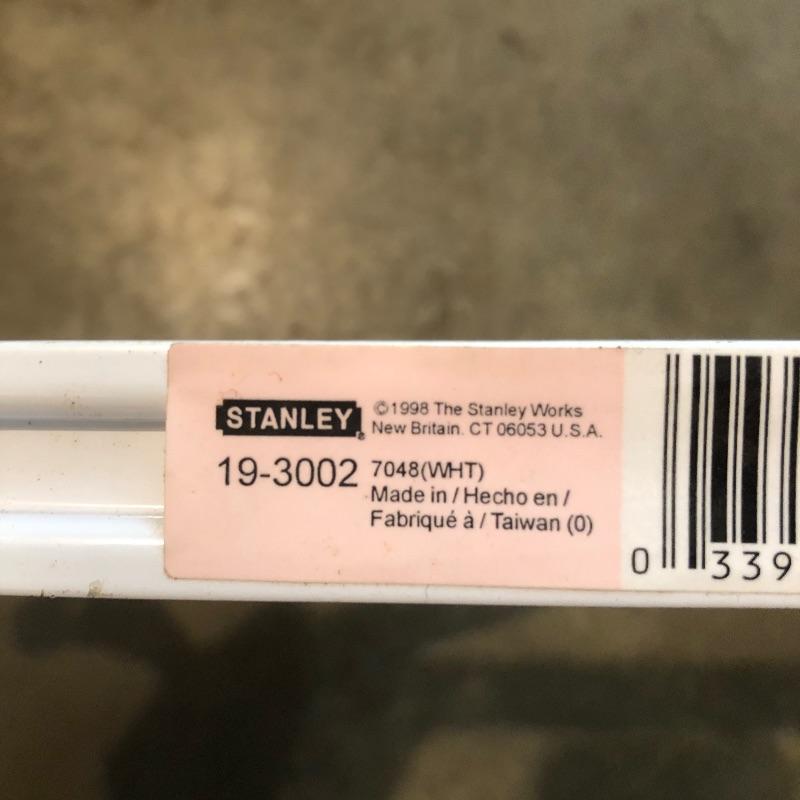 STANLEY®
©1998 The Stanley Works
New Britain. CT 06053 U.S.A.
19-3002
7048(WHT)
Made in / Hecho en /
Fabriqué à / Taiwan (0)
0 339